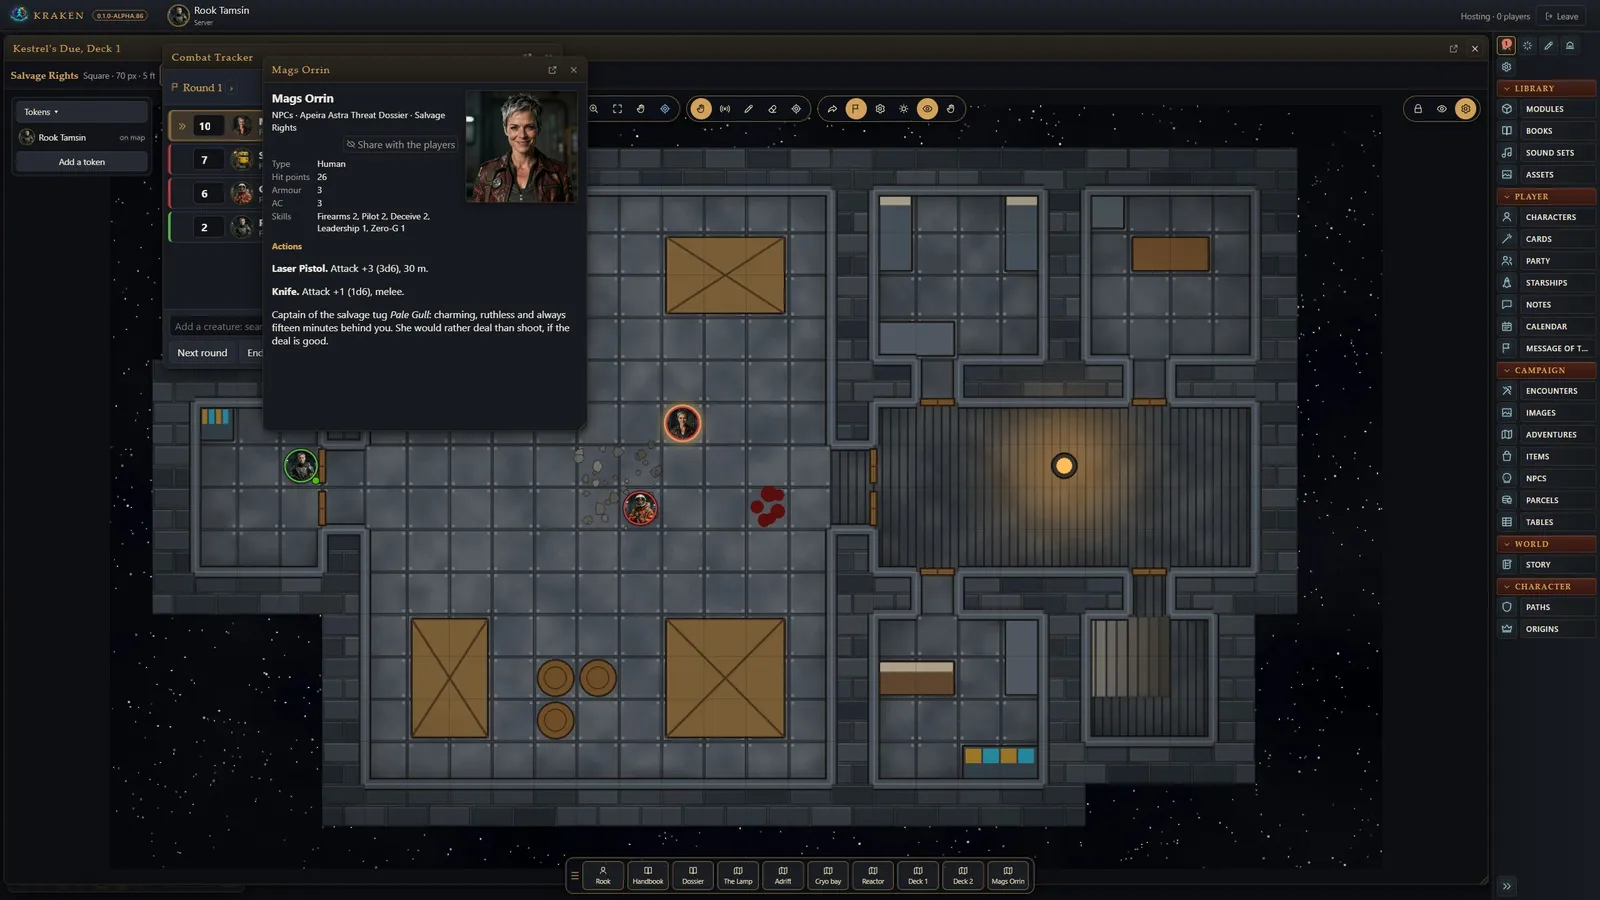 KRAKEN
0.1.0-ALPHA.86
Rook Tamsin
Server
Hosting · 0 players
Leave
Kestrel's Due, Deck 1
Salvage Rights Square · 70 px · 5 ft
Tokens
Rook Tamsin on map
Add a token
Combat Tracker
Round 1
10
7
6
2
Add a creature:
Next round
Mags Orrin
Mags Orrin
NPCs · Apeira Astra Threat Dossier · Salvage
Rights
Share with the players
Type Human
Hit points 26
Armour 3
AC 3
Skills Firearms 2, Pilot 2, Deceive 2,
Leadership 1, Zero-G 1
Actions
Laser Pistol. Attack +3 (3d6), 30 m.
Knife. Attack +1 (1d6), melee.
Captain of the salvage tug Pale Gull: charming, ruthless and always
fifteen minutes behind you. She would rather deal than shoot, if the
deal is good.
LIBRARY
MODULES
BOOKS
SOUND SETS
ASSETS
PLAYER
CHARACTERS
CARDS
PARTY
STARSHIPS
NOTES
CALENDAR
MESSAGE OF T...
CAMPAIGN
ENCOUNTERS
IMAGES
ADVENTURES
ITEMS
NPCS
PARCELS
TABLES
WORLD
STORY
CHARACTER
PATHS
ORIGINS
Rook
Handbook
Dossier
The Lamp
Adrift
Cryo bay
Reactor
Deck 1
Deck 2
Mags Orrin